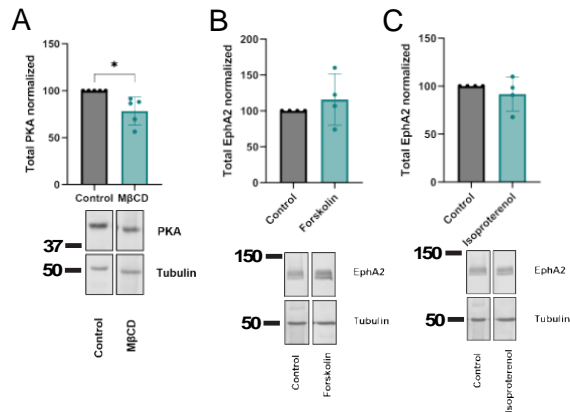 A
Total PKA normalized
150
100
50
0
*
Control MβCD
37
50
PKA
Tubulin
Control
MβCD
B
Total EphA2 normalized
200
150
100
50
0
Control
Forskolin
150
50
EphA2
Tubulin
Control
Forskolin
C
Total EphA2 normalized
150
100
50
0
Control
Isoproterenol
150
50
EphA2
Tubulin
Control
Isoproterenol